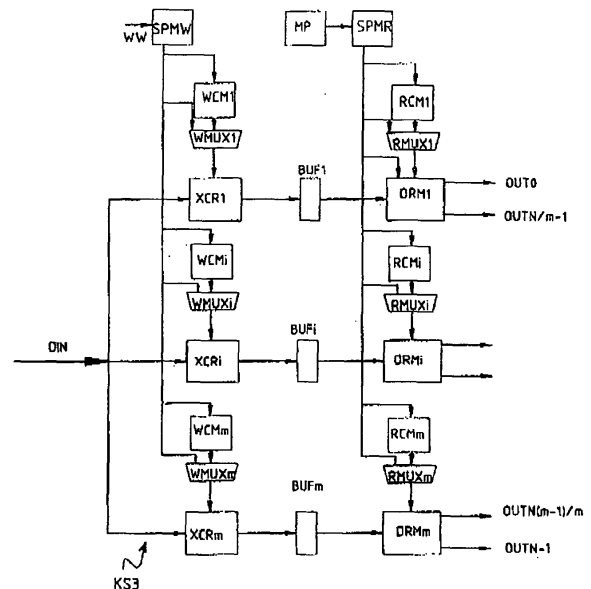 SPMW
MP
SPMR
WW
WCM1
RCM1
WMUX1
RMUX1
BUF1
XCR1
ORM1
OUT0
OUTN/m-1
WCMi
RCMi
WMUXi
RMUXi
BUFi
DIN
XCRi
ORMi
WCMm
RCMm
WMUXm
RMUXm
BUFm
XCRm
ORMm
OUTN(m-1)/m
OUTN-1
KS3